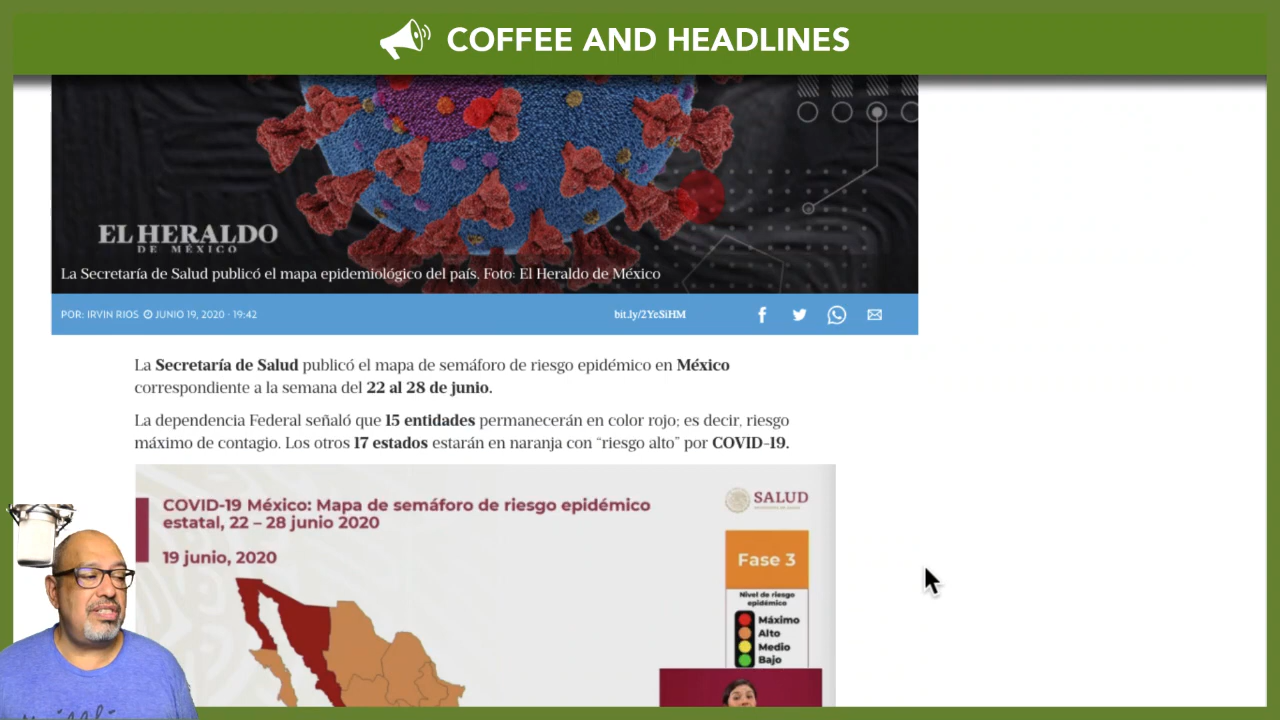 COFFEE AND HEADLINES
EL HERALDO
DE MÉXICO
La Secretaría de Salud publicó el mapa epidemiológico del país. Foto: El Heraldo de México
POR: IRVIN RIOS JUNIO 19, 2020 - 19:42
bit.ly/2YeSiHM
La Secretaría de Salud publicó el mapa de semáforo de riesgo epidémico en México
correspondiente a la semana del 22 al 28 de junio.
La dependencia Federal señaló que 15 entidades permanecerán en color rojo; es decir, riesgo
máximo de contagio. Los otros 17 estados estarán en naranja con “riesgo alto” por COVID-19.
COVID-19 México: Mapa de semáforo de riesgo epidémico
estatal, 22 – 28 junio 2020
19 junio, 2020
SALUD
Fase 3
Nivel de riesgo
epidémico
Máximo
Alto
Medio
Bajo